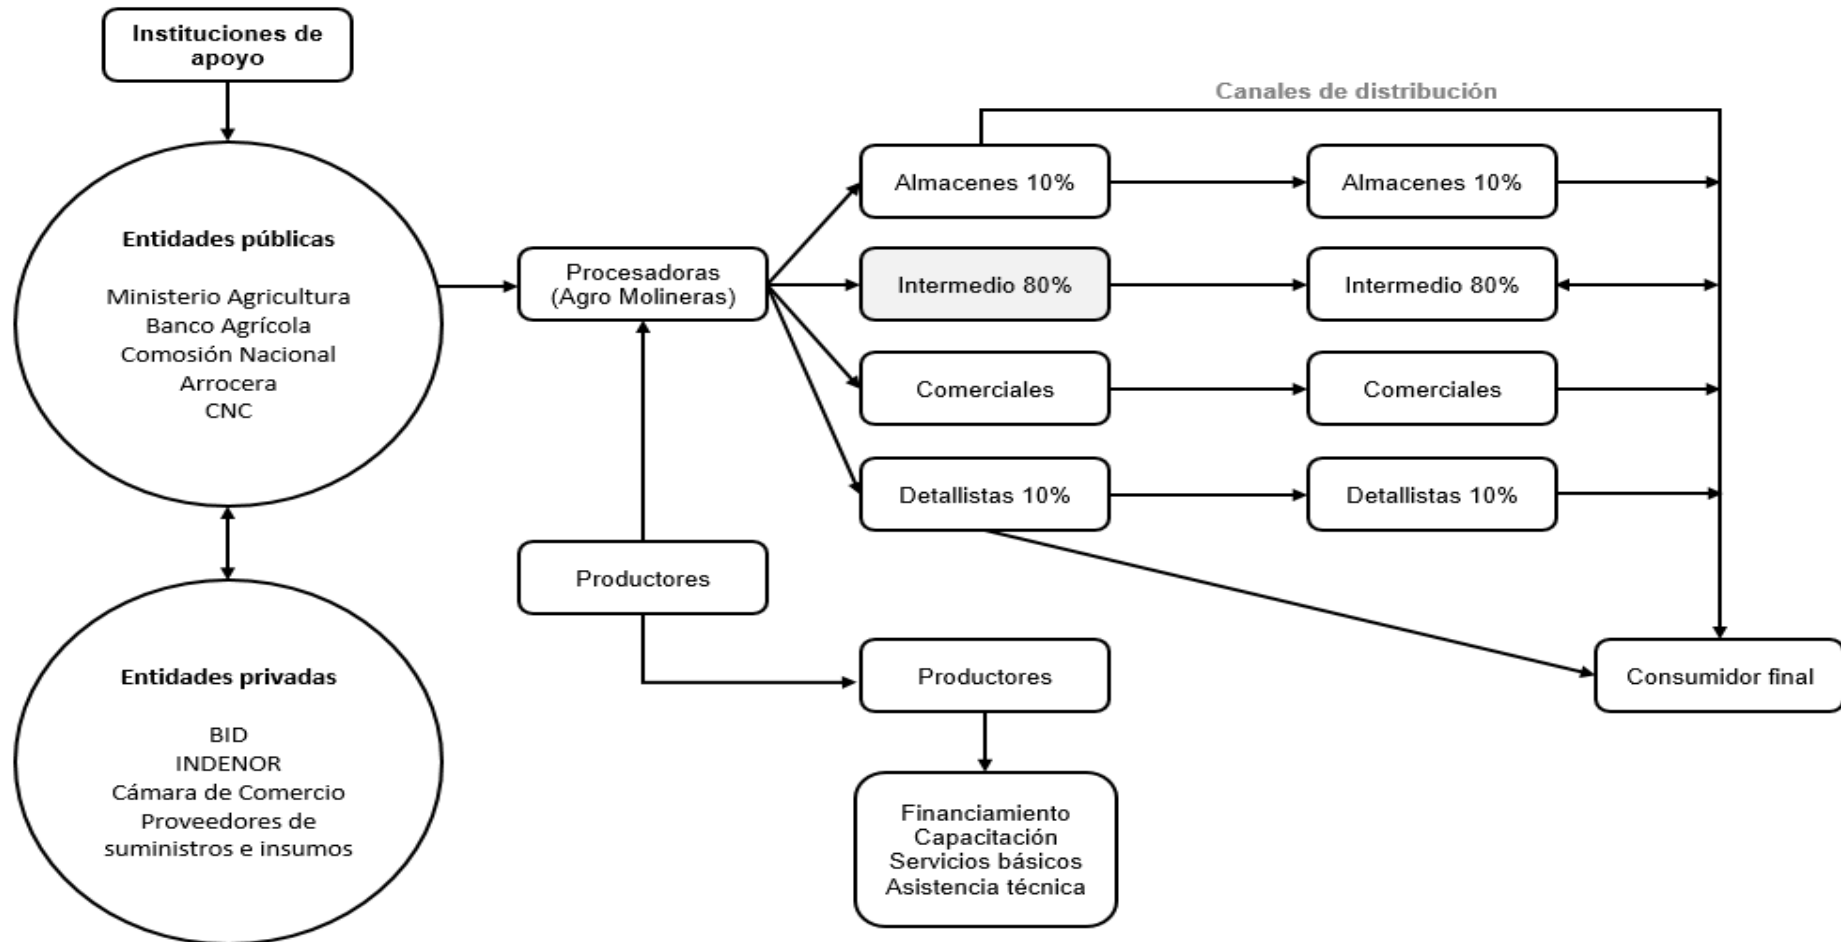 Instituciones de
apoyo
Entidades públicas
Ministerio Agricultura
Banco Agrícola
Comosión Nacional
Arrocera
CNC
Entidades privadas
BID
INDENOR
Cámara de Comercio
Proveedores de
suministros e insumos
Procesadoras
(Agro Molineras)
Productores
Canales de distribución
Almacenes 10%
Almacenes 10%
Intermedio 80%
Intermedio 80%
Comerciales
Comerciales
Detallistas 10%
Detallistas 10%
Productores
Consumidor final
Financiamiento
Capacitación
Servicios básicos
Asistencia técnica